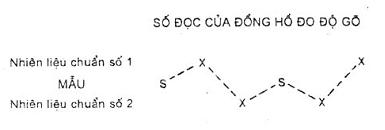 SỐ ĐỌC CỦA ĐỒNG HỒ ĐO ĐỘ GÕ
Nhiên liệu chuẩn số 1 X X
MẪU S S
Nhiên liệu chuẩn số 2 X X